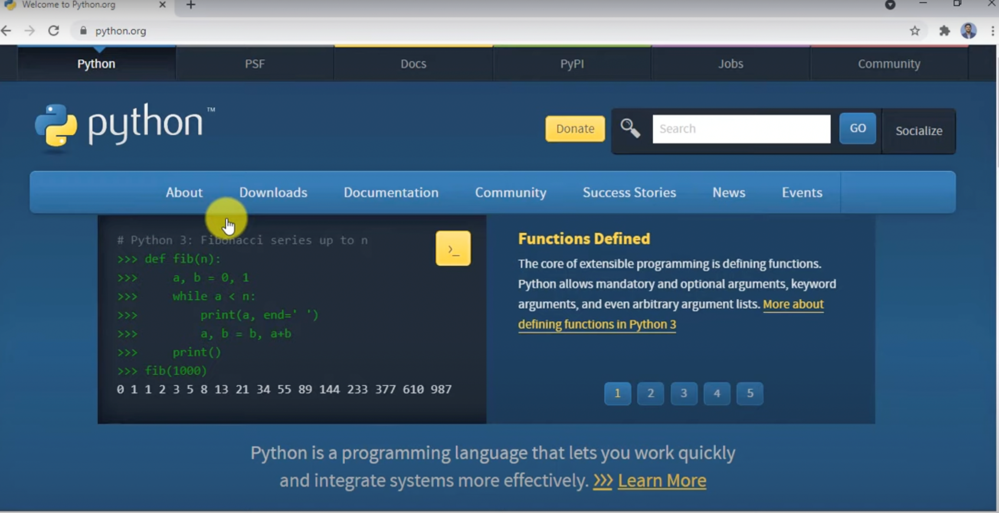 Welcome to Python.org
python.org
Python PSF Docs PyPI Jobs Community
python™
Donate Search GO Socialize
About Downloads Documentation Community Success Stories News Events
# Python 3: Fibonacci series up to n
>>> def fib(n):
>>>     a, b = 0, 1
>>>     while a < n:
>>>         print(a, end=' ')
>>>         a, b = b, a+b
>>>     print()
>>> fib(1000)
0 1 1 2 3 5 8 13 21 34 55 89 144 233 377 610 987
>_
Functions Defined
The core of extensible programming is defining functions.
Python allows mandatory and optional arguments, keyword
arguments, and even arbitrary argument lists. More about
defining functions in Python 3
1 2 3 4 5
Python is a programming language that lets you work quickly
and integrate systems more effectively. >>> Learn More